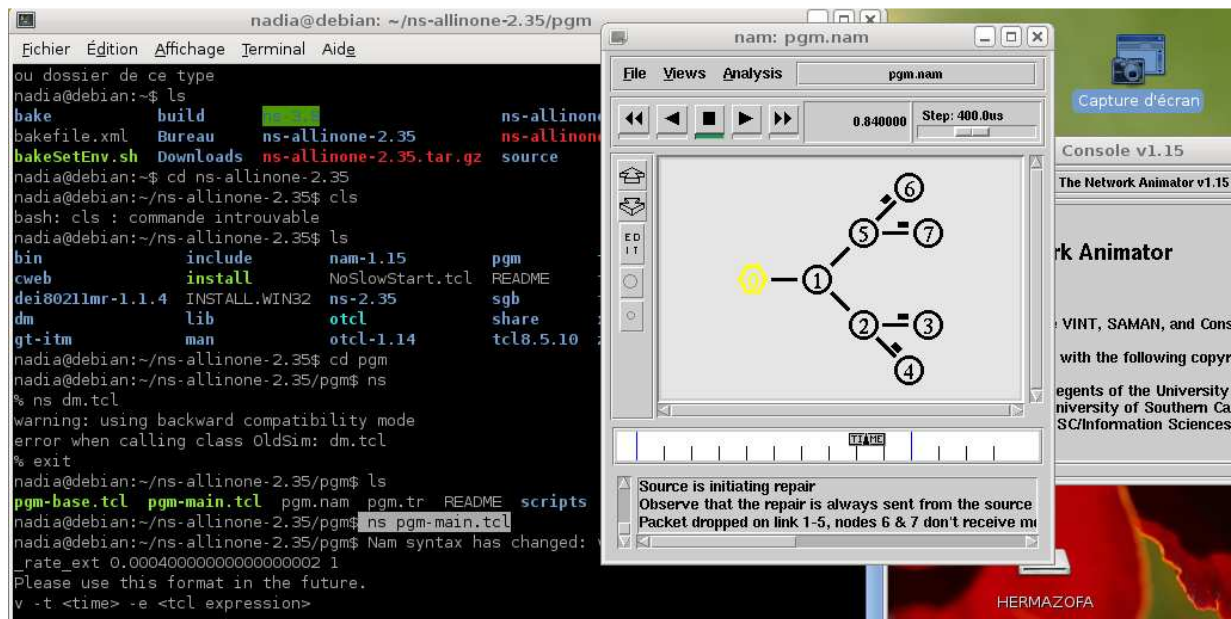 nadia@debian: ~/ns-allinone-2.35/pgm
Fichier Édition Affichage Terminal Aide
ou dossier de ce type
nadia@debian:~$ ls
bake build ns-3.9 ns-allinon
bakefile.xml Bureau ns-allinone-2.35 ns-allinon
bakeSetEnv.sh Downloads ns-allinone-2.35.tar.gz source
nadia@debian:~$ cd ns-allinone-2.35
nadia@debian:~/ns-allinone-2.35$ cls
bash: cls : commande introuvable
nadia@debian:~/ns-allinone-2.35$ ls
bin include nam-1.15 pgm
cweb install NoSlowStart.tcl README
dei80211mr-1.1.4 INSTALL.WIN32 ns-2.35 sgb
dm lib otcl share
gt-itm man otcl-1.14 tcl8.5.10
nadia@debian:~/ns-allinone-2.35$ cd pgm
nadia@debian:~/ns-allinone-2.35/pgm$ ns
% ns dm.tcl
warning: using backward compatibility mode
error when calling class OldSim: dm.tcl
% exit
nadia@debian:~/ns-allinone-2.35/pgm$ ls
pgm-base.tcl pgm-main.tcl pgm.nam pgm.tr README scripts
nadia@debian:~/ns-allinone-2.35/pgm$ ns pgm-main.tcl
nadia@debian:~/ns-allinone-2.35/pgm$ Nam syntax has changed: v
_rate_ext 0.00040000000000000002 1
Please use this format in the future.
v -t <time> -e <tcl expression>
nam: pgm.nam
File Views Analysis pgm.nam
0.840000 Step: 400.0us
EDIT
6
5 7
0 1
2 3
4
TIME
Source is initiating repair
Observe that the repair is always sent from the source
Packet dropped on link 1-5, nodes 6 & 7 don't receive
Capture d'écran
Console v1.15
The Network Animator v1.15
rk Animator
VINT, SAMAN, and Cons
with the following copyr
egents of the University
niversity of Southern Ca
SC/Information Sciences
HERMAZOFA